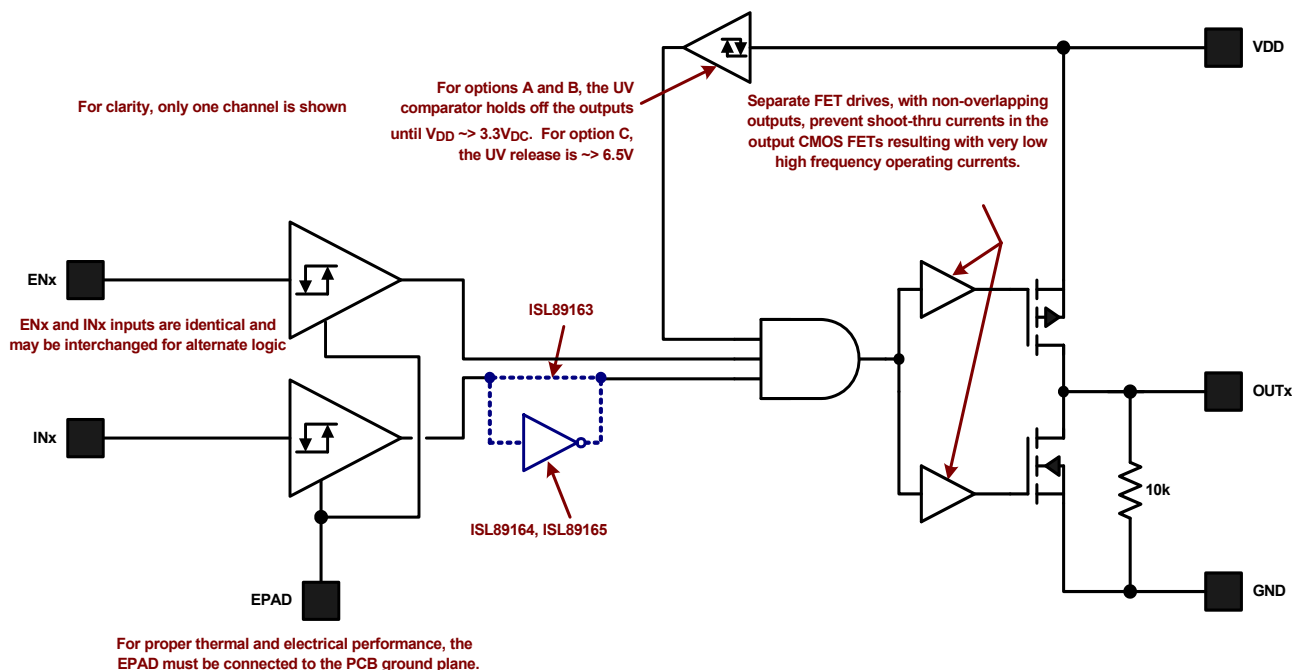 VDD
For clarity, only one channel is shown
For options A and B, the UV
comparator holds off the outputs
until VDD ~> 3.3VDC. For option C,
the UV release is ~> 6.5V
Separate FET drives, with non-overlapping
outputs, prevent shoot-thru currents in the
output CMOS FETs resulting with very low
high frequency operating currents.
ENx
ENx and INx inputs are identical and
may be interchanged for alternate logic
ISL89163
OUTx
INx
10k
ISL89164, ISL89165
EPAD
GND
For proper thermal and electrical performance, the
EPAD must be connected to the PCB ground plane.